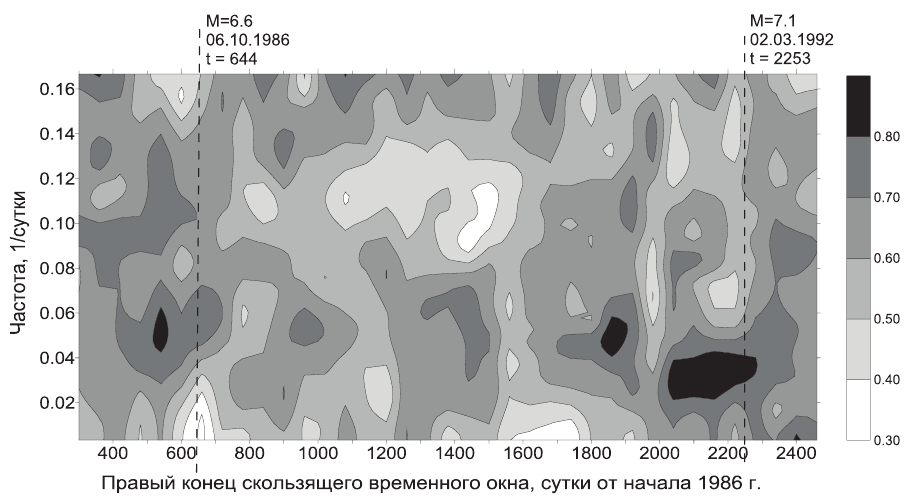 M=6.6
06.10.1986
t = 644
M=7.1
02.03.1992
t = 2253
Частота, 1/сутки
0.16
0.14
0.12
0.10
0.08
0.06
0.04
0.02
400 600 800 1000 1200 1400 1600 1800 2000 2200 2400
0.80
0.70
0.60
0.50
0.40
0.30
Правый конец скользящего временного окна, сутки от начала 1986 г.